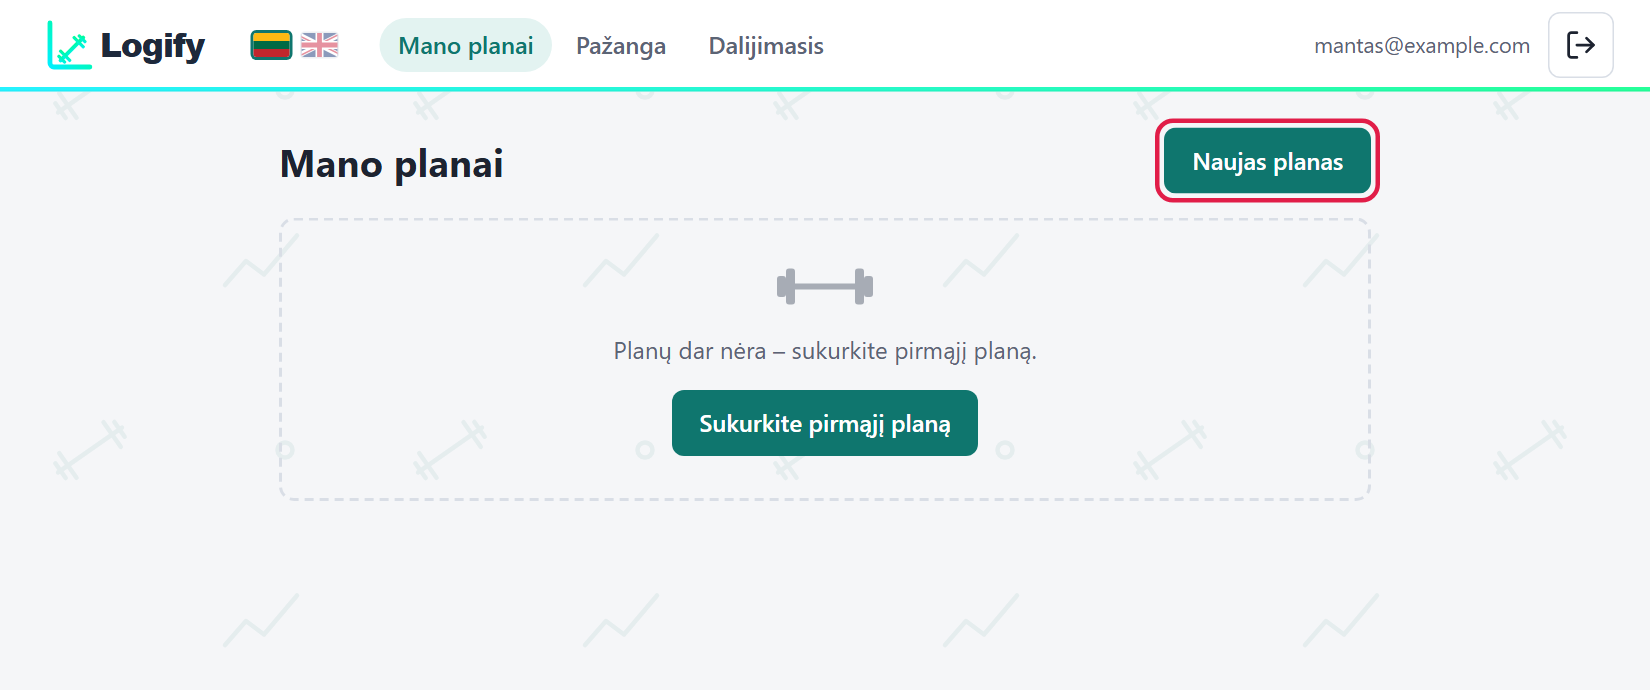 Logify
Mano planai
Pažanga
Dalijimasis
mantas@example.com
Mano planai
Naujas planas
Planų dar nėra – sukurkite pirmąjį planą.
Sukurkite pirmąjį planą